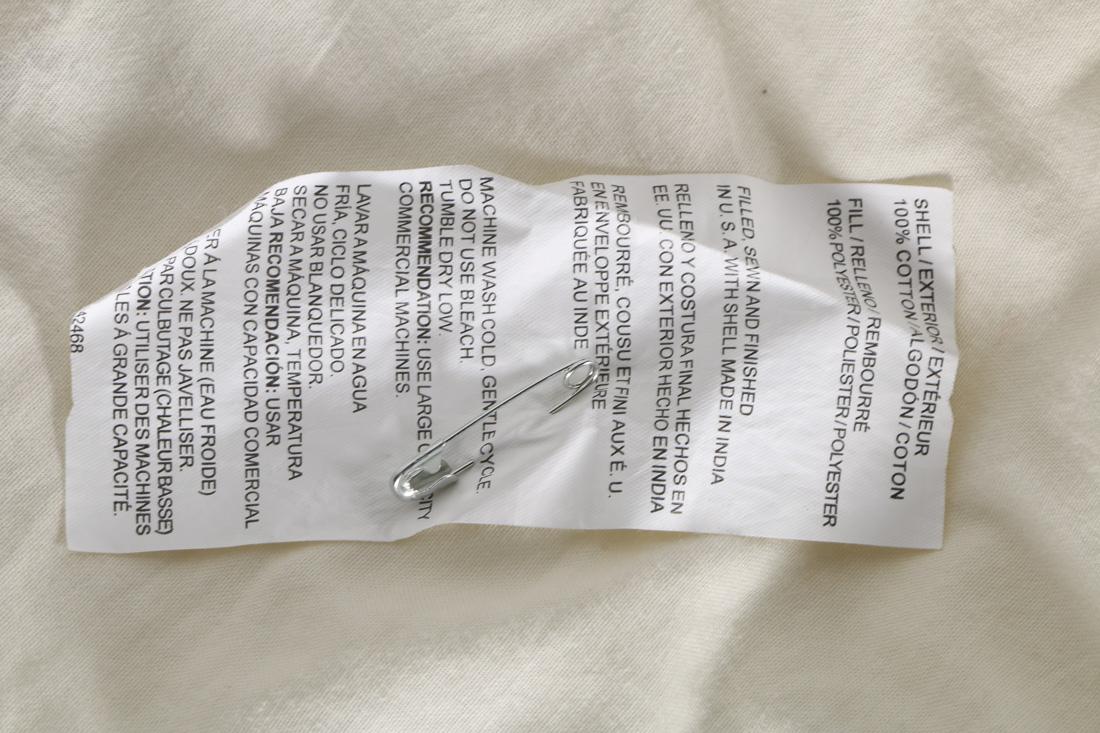 SHELL / EXTERIOR / EXTÉRIEUR
100% COTTON / ALGODÓN / COTON
FILL / RELLENO / REMBOURRÉ
100% POLYESTER / POLIESTER / POLYESTER
FILLED, SEWN AND FINISHED
IN U. S. A. WITH SHELL MADE IN INDIA
RELLENO Y COSTURA FINAL HECHOS EN
EE. UU. CON EXTERIOR HECHO EN INDIA
REMBOURRÉ, COUSU ET FINI AUX É. U.
EN ENVELOPPE EXTÉRIEURE
FABRIQUÉE AU INDE
MACHINE WASH COLD, GENTLE CYCLE.
DO NOT USE BLEACH.
TUMBLE DRY LOW.
RECOMMENDATION: USE LARGE
COMMERCIAL MACHINES.
LAVAR A MÁQUINA EN AGUA
FRÍA, CICLO DELICADO.
NO USAR BLANQUEDOR.
SECAR A MÁQUINA, TEMPERATURA
BAJA RECOMENDACIÓN: USAR
MÁQUINAS CON CAPACIDAD COMERCIAL
ER Á LA MACHINE (EAU FROIDE)
DOUX. NE PAS JAVELLISER.
PAR CULBUTAGE (CHALEUR BASSE)
TION: UTILISER DES MACHINES
LES Á GRANDE CAPACITÉ.
42468